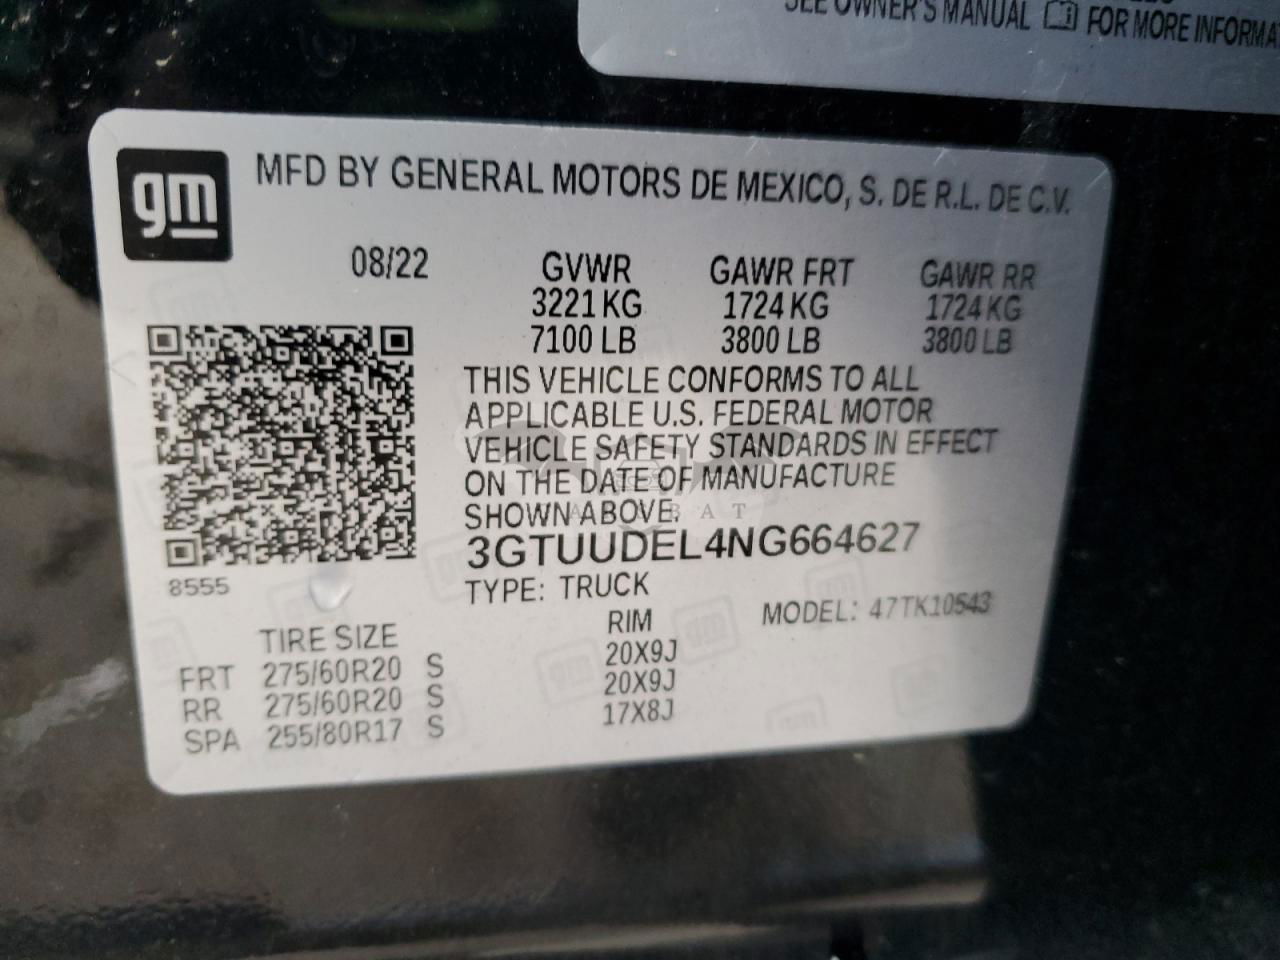 SEE OWNER'S MANUAL FOR MORE INFORMA
gm
MFD BY GENERAL MOTORS DE MEXICO, S. DE R.L. DE C.V.
08/22 GVWR GAWR FRT GAWR RR
3221 KG 1724 KG 1724 KG
7100 LB 3800 LB 3800 LB
THIS VEHICLE CONFORMS TO ALL
APPLICABLE U.S. FEDERAL MOTOR
VEHICLE SAFETY STANDARDS IN EFFECT
ON THE DATE OF MANUFACTURE
SHOWN ABOVE.
3GTUUDEL4NG664627
8555
TYPE: TRUCK
MODEL: 47TK10543
TIRE SIZE RIM
FRT 275/60R20 S 20X9J
RR 275/60R20 S 20X9J
SPA 255/80R17 S 17X8J